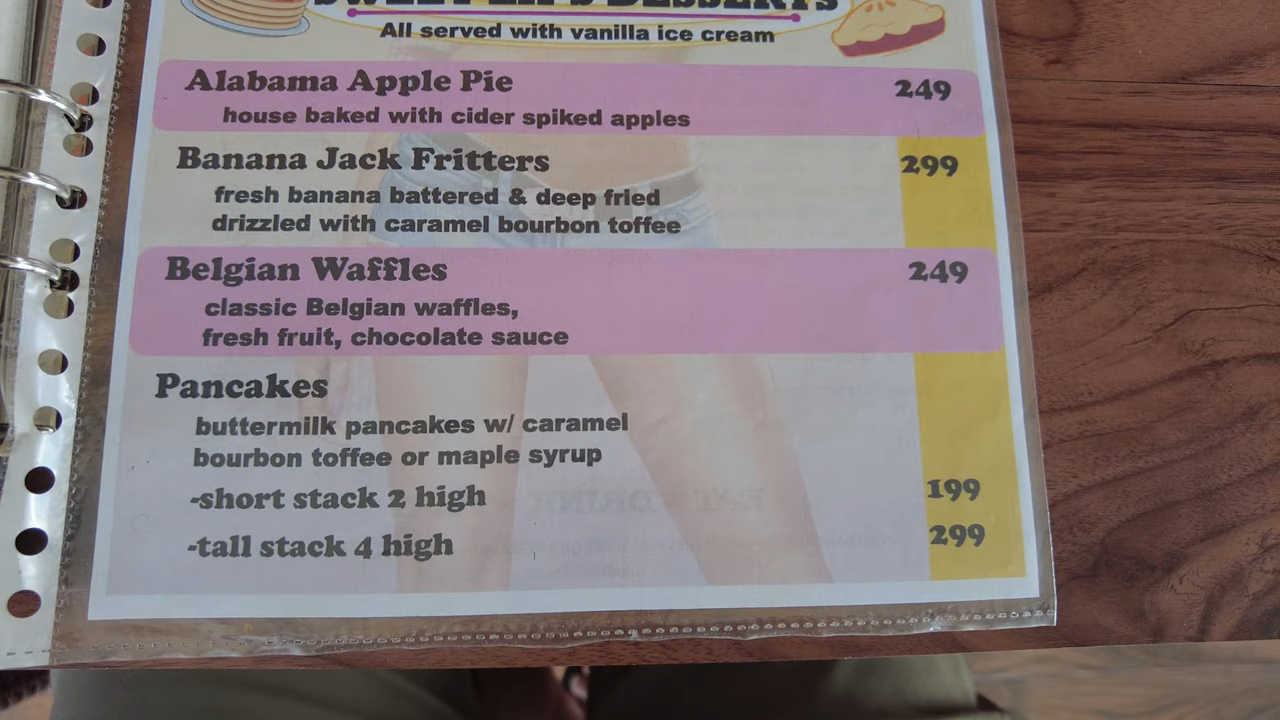 DESSERTS
All served with vanilla ice cream
Alabama Apple Pie 249
house baked with cider spiked apples
Banana Jack Fritters 299
fresh banana battered & deep fried
drizzled with caramel bourbon toffee
Belgian Waffles 249
classic Belgian waffles,
fresh fruit, chocolate sauce
Pancakes
buttermilk pancakes w/ caramel
bourbon toffee or maple syrup
-short stack 2 high 199
-tall stack 4 high 299